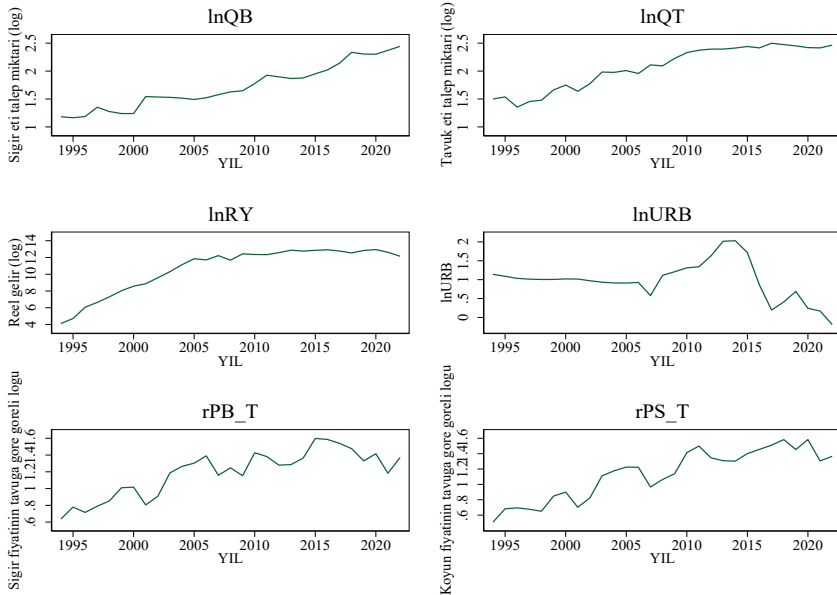 lnQB
Sigir eti talep miktari (log)
1 1.5 2 2.5
1995 2000 2005 2010 2015 2020
YIL
lnQT
Tavuk eti talep miktari (log)
1 1.5 2 2.5
1995 2000 2005 2010 2015 2020
YIL
lnRY
Reel gelir (log)
4 6 8 10 12 14
1995 2000 2005 2010 2015 2020
YIL
lnURB
lnURB
0 .5 1 1.5 2
1995 2000 2005 2010 2015 2020
YIL
rPB_T
Sigir fiyatinin tavuga gore goreli logu
.6 .8 1 1.2 1.4 1.6
1995 2000 2005 2010 2015 2020
YIL
rPS_T
Koyun fiyatinin tavuga gore goreli logu
.6 .8 1 1.2 1.4 1.6
1995 2000 2005 2010 2015 2020
YIL